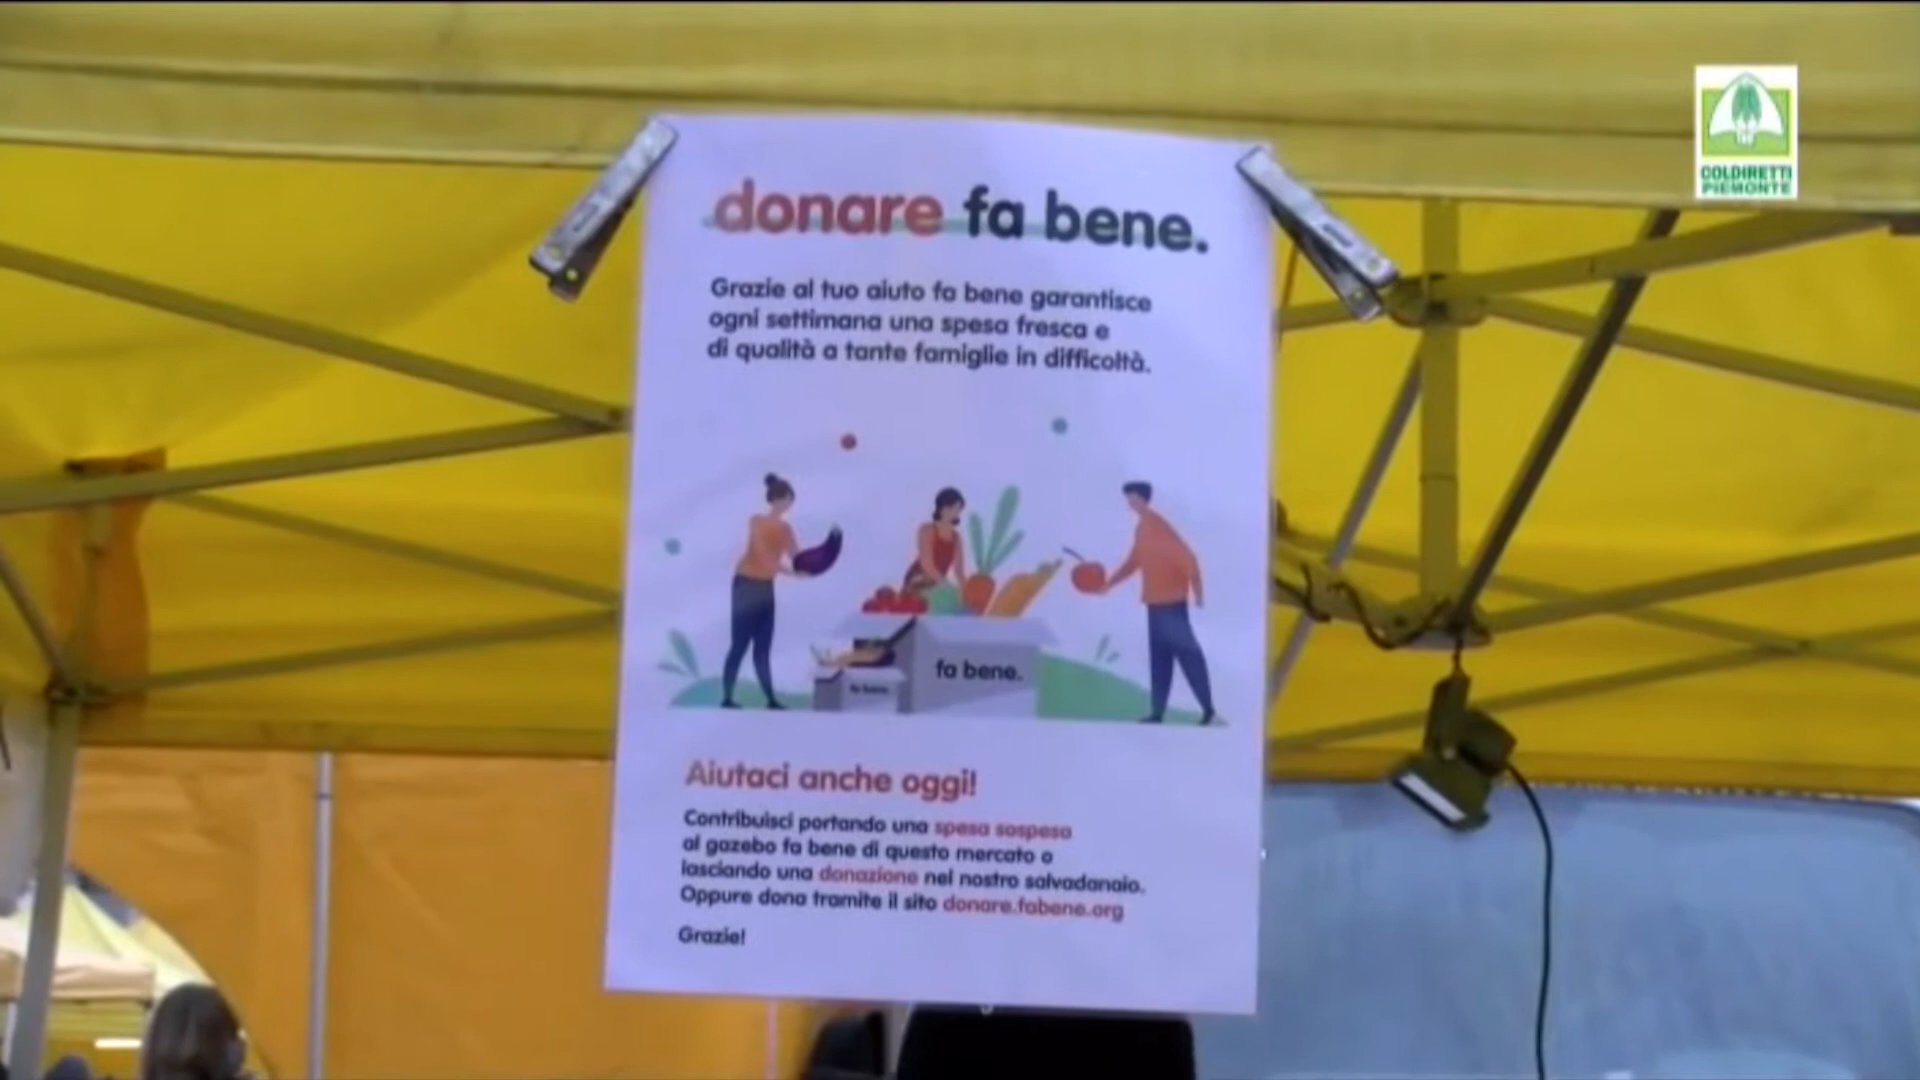 COLDIRETTI
PIEMONTE
donare fa bene.
Grazie al tuo aiuto fa bene garantisce
ogni settimana una spesa fresca e
di qualità a tante famiglie in difficoltà.
fa bene.
fa bene.
Aiutaci anche oggi!
Contribuisci portando una spesa sospesa
al gazebo fa bene di questo mercato o
lasciando una donazione nel nostro salvadanaio.
Oppure dona tramite il sito donare.fabene.org
Grazie!